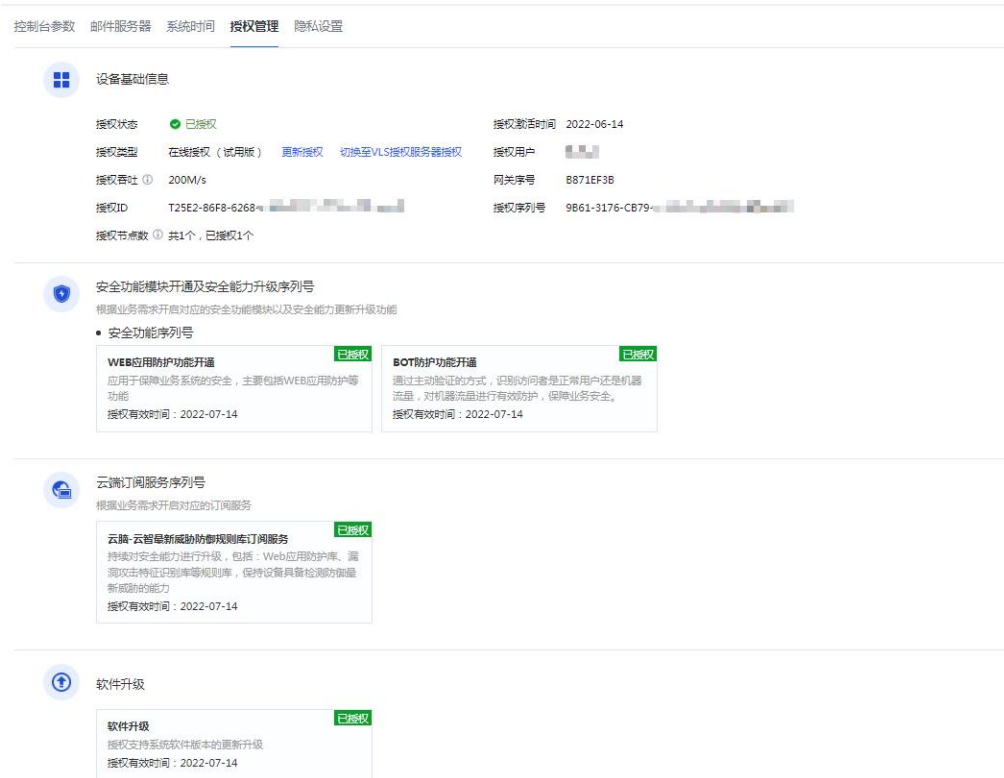 控制台参数 邮件服务器 系统时间 授权管理 隐私设置
设备基础信息
授权状态 已授权 授权激活时间 2022-06-14
授权类型 在线授权（试用版） 更新授权 切换至VLS授权服务器授权 授权用户
授权吞吐 200M/s 网关序号 B871EF3B
授权ID T25E2-86F8-6268 授权序列号 9B61-3176-CB79-
授权节点数 共1个，已授权1个
安全功能模块开通及安全能力升级序列号
根据业务需求开启对应的安全功能模块以及安全能力更新升级功能
• 安全功能序列号
WEB应用防护功能开通 已授权
应用于保障业务系统的安全，主要包括WEB应用防护等
功能
授权有效时间：2022-07-14
BOT防护功能开通 已授权
通过主动验证的方式，识别访问者是正常用户还是机器
流量，对机器流量进行有效防护，保障业务安全。
授权有效时间：2022-07-14
云端订阅服务序列号
根据业务需求开启对应的订阅服务
云脑-云智最新威胁防御规则库订阅服务 已授权
持续对安全能力进行升级，包括：Web应用防护库、漏
洞攻击特征识别库等规则库，保持设备具备检测防御最
新威胁的能力
授权有效时间：2022-07-14
软件升级
软件升级 已授权
授权支持系统软件版本的更新升级
授权有效时间：2022-07-14